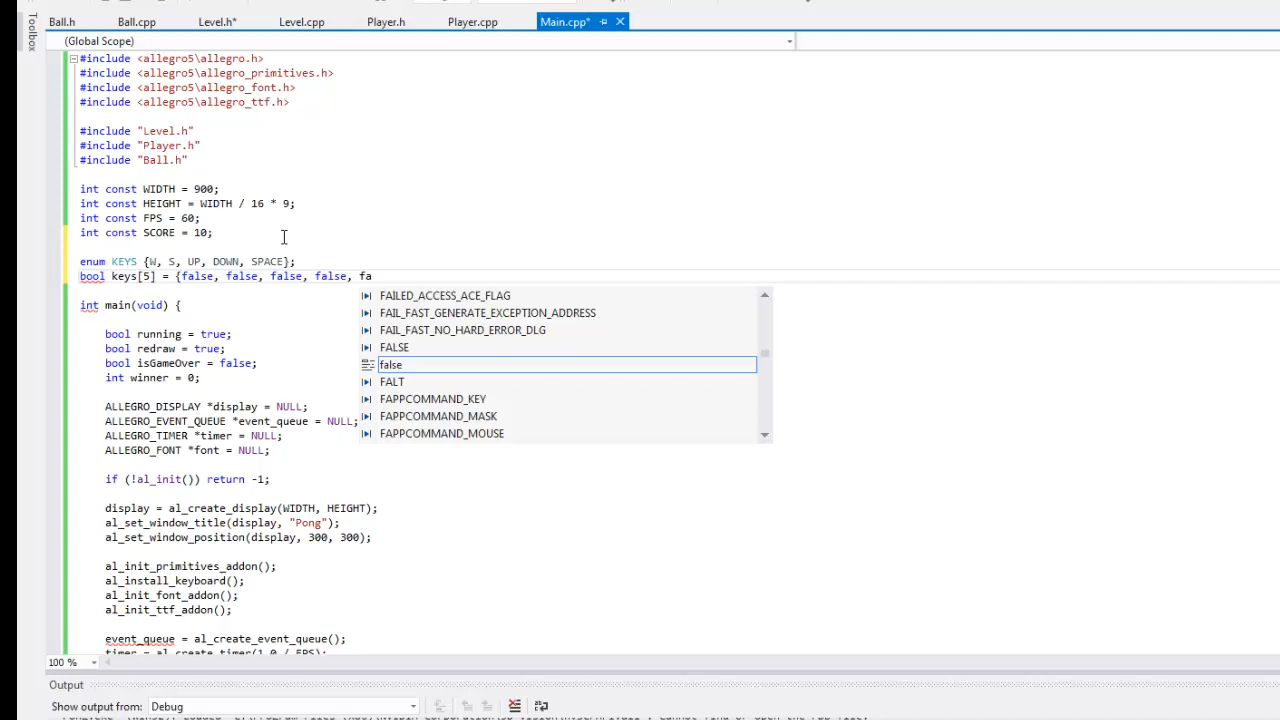 Ball.h Ball.cpp Level.h* Level.cpp Player.h Player.cpp Main.cpp*
Toolbox
(Global Scope)
#include <allegro5\allegro.h>
#include <allegro5\allegro_primitives.h>
#include <allegro5\allegro_font.h>
#include <allegro5\allegro_ttf.h>
#include "Level.h"
#include "Player.h"
#include "Ball.h"
int const WIDTH = 900;
int const HEIGHT = WIDTH / 16 * 9;
int const FPS = 60;
int const SCORE = 10;
enum KEYS {W, S, UP, DOWN, SPACE};
bool keys[5] = {false, false, false, false, fa
FAILED_ACCESS_ACE_FLAG
FAIL_FAST_GENERATE_EXCEPTION_ADDRESS
FAIL_FAST_NO_HARD_ERROR_DLG
FALSE
false
FALT
FAPPCOMMAND_KEY
FAPPCOMMAND_MASK
FAPPCOMMAND_MOUSE
int main(void) {
bool running = true;
bool redraw = true;
bool isGameOver = false;
int winner = 0;
ALLEGRO_DISPLAY *display = NULL;
ALLEGRO_EVENT_QUEUE *event_queue = NULL;
ALLEGRO_TIMER *timer = NULL;
ALLEGRO_FONT *font = NULL;
if (!al_init()) return -1;
display = al_create_display(WIDTH, HEIGHT);
al_set_window_title(display, "Pong");
al_set_window_position(display, 300, 300);
al_init_primitives_addon();
al_install_keyboard();
al_init_font_addon();
al_init_ttf_addon();
event_queue = al_create_event_queue();
timer = al_create_timer(1.0 / FPS);
100 %
Output
Show output from: Debug